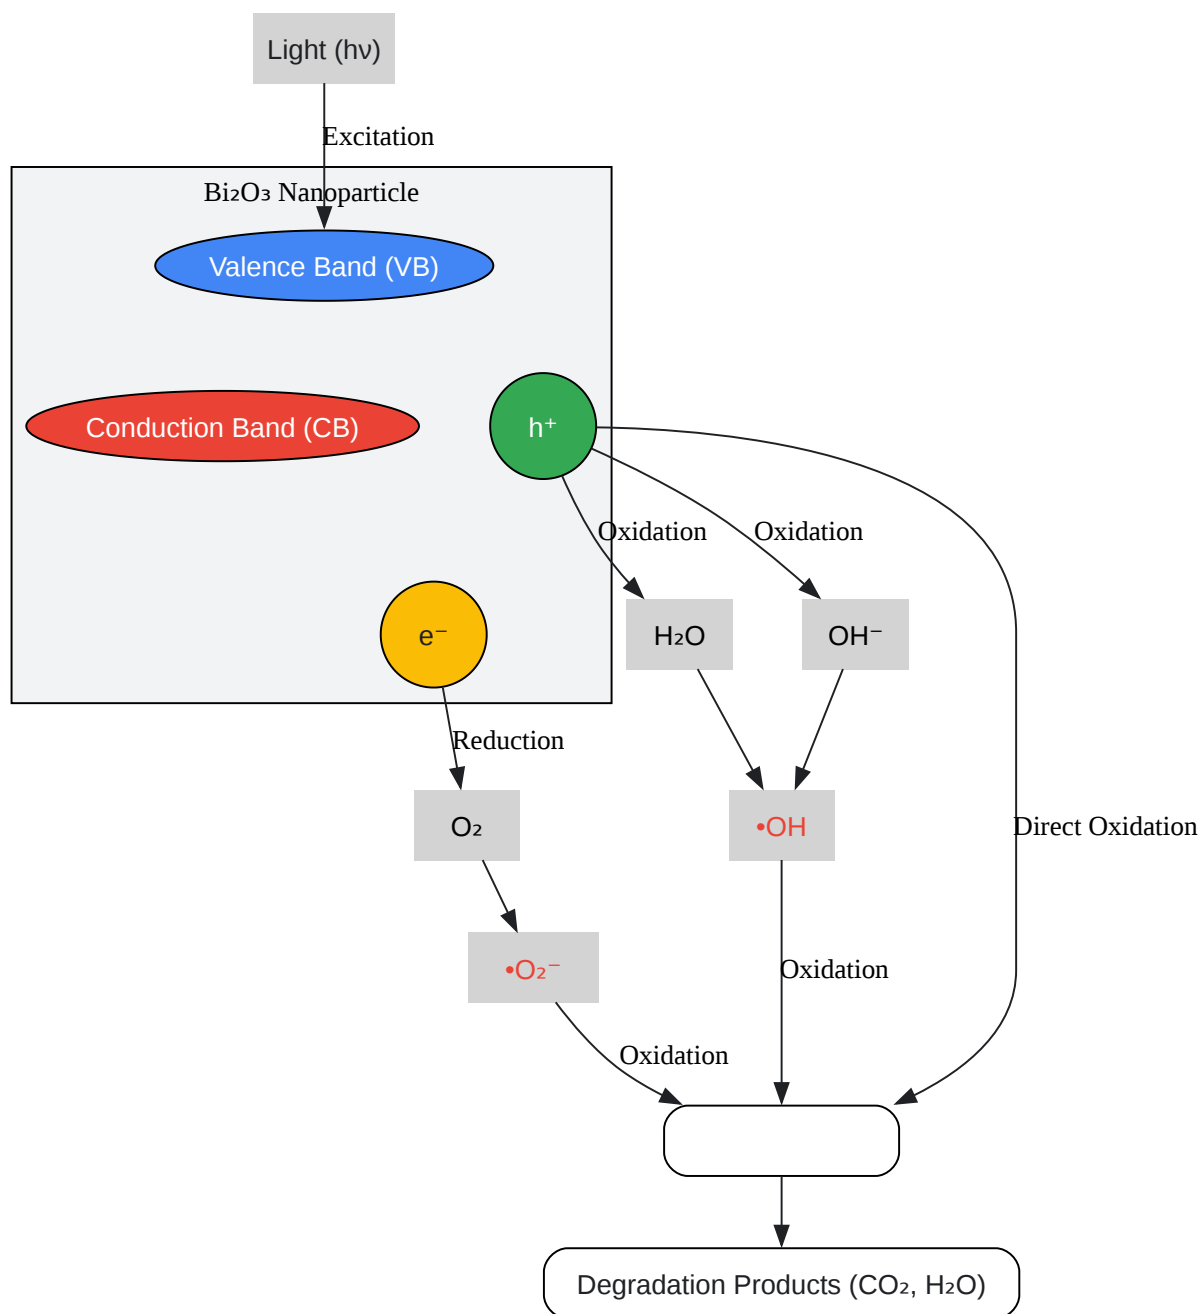 Light (hν)
Excitation
Bi₂O₃ Nanoparticle
Valence Band (VB)
Conduction Band (CB)
h⁺
Oxidation
Oxidation
e⁻
H₂O
OH⁻
Reduction
O₂
•OH
Direct Oxidation
•O₂⁻
Oxidation
Oxidation
Degradation Products (CO₂, H₂O)